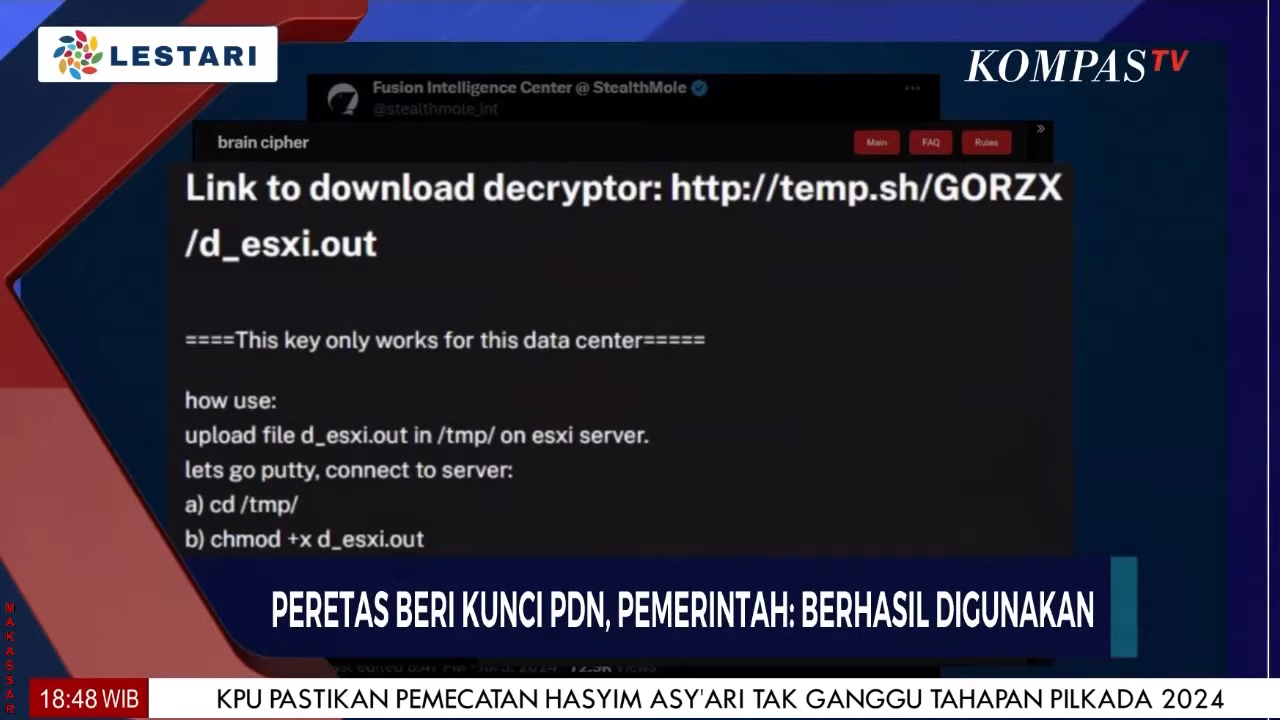 LESTARI
KOMPASTV
Fusion Intelligence Center @ StealthMole
@stealthmole_int
brain cipher
Main
FAQ
Rules
Link to download decryptor: http://temp.sh/GORZX
/d_esxi.out
====This key only works for this data center=====
how use:
upload file d_esxi.out in /tmp/ on esxi server.
lets go putty, connect to server:
a) cd /tmp/
b) chmod +x d_esxi.out
PERETAS BERI KUNCI PDN, PEMERINTAH: BERHASIL DIGUNAKAN
MAKASSAR
18:48 WIB
KPU PASTIKAN PEMECATAN HASYIM ASY'ARI TAK GANGGU TAHAPAN PILKADA 2024